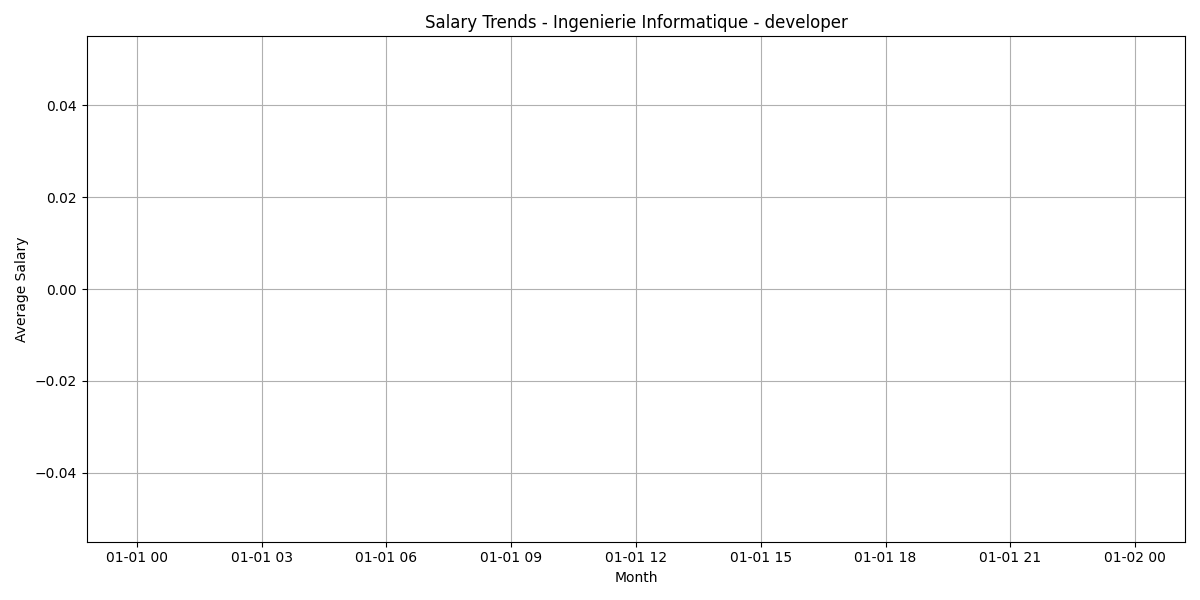 Salary Trends - Ingenierie Informatique - developer
Average Salary
0.04
0.02
0.00
−0.02
−0.04
01-01 00 01-01 03 01-01 06 01-01 09 01-01 12 01-01 15 01-01 18 01-01 21 01-02 00
Month